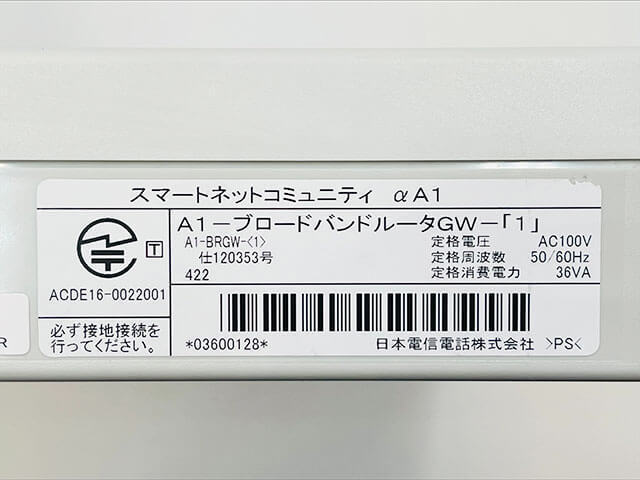 スマートネットコミュニティ αA1
A1-ブロードバンドルータGW-「1」
A1-BRGW-<1>
仕120353号
422
定格電圧 AC100V
定格周波数 50/60Hz
定格消費電力 36VA
T
ACDE16-0022001
必ず接地接続を
行ってください。
*03600128*
日本電信電話株式会社 >PS<
R